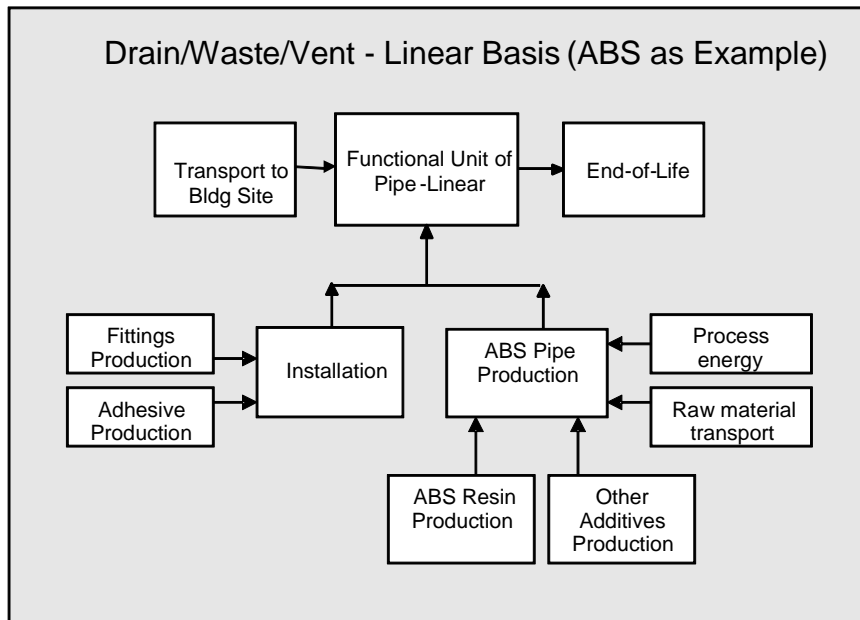 Drain/Waste/Vent - Linear Basis (ABS as Example)
Transport to
Bldg Site
Functional Unit of
Pipe-Linear
End-of-Life
Fittings
Production
Adhesive
Production
Installation
ABS Pipe
Production
Process
energy
Raw material
transport
ABS Resin
Production
Other
Additives
Production